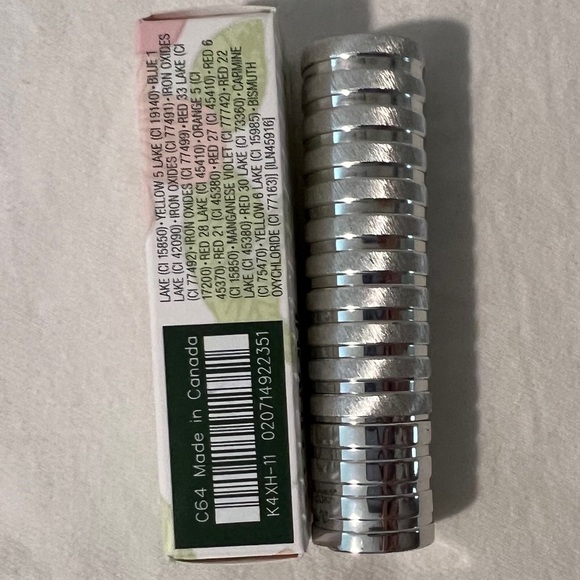 LAKE (CI 15850)•YELLOW 5 LAKE (CI 19140)•BLUE 1
LAKE (CI 42090)•IRON OXIDES (CI 77491)•IRON OXIDES
(CI 77492)•IRON OXIDES (CI 77499)•RED 33 LAKE (CI
17200)•RED 28 LAKE (CI 45410)•ORANGE 5 (CI
45370)•RED 21 (CI 45380)•RED 27 (CI 45410)•RED 6
(CI 15850)•MANGANESE VIOLET (CI 77742)•RED 22
LAKE (CI 45380)•RED 30 LAKE (CI 73360)•CARMINE
(CI 75470)•YELLOW 6 LAKE (CI 15985)•BISMUTH
OXYCHLORIDE (CI 77163)] [ILN45916]
C64 Made in Canada
K4XH-11 020714922351